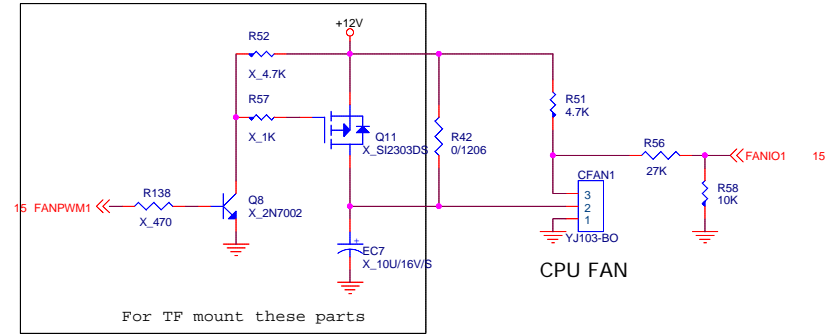 +12V
R52
X_4.7K
R57
X_1K
Q11
X_SI2303DS
R42
0/1206
R51
4.7K
R56
27K
FANIO1 15
R58
10K
CFAN1
3
2
1
YJ103-BO
CPU FAN
15 FANPWM1
R138
X_470
Q8
X_2N7002
+
EC7
X_10U/16V/S
For TF mount these parts